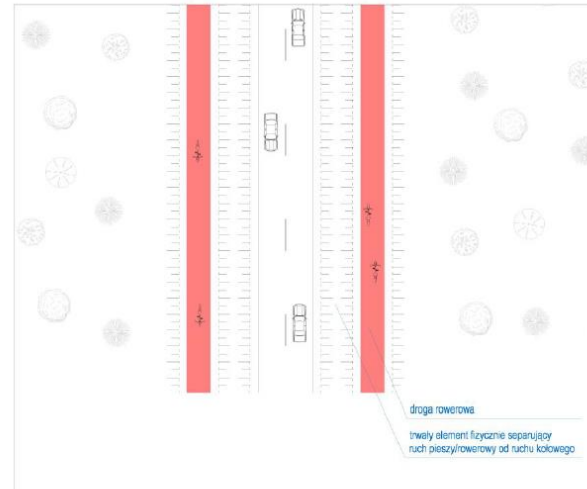 droga rowerowa
trwały element fizycznie separujący
ruch pieszy/rowerowy od ruchu kołowego